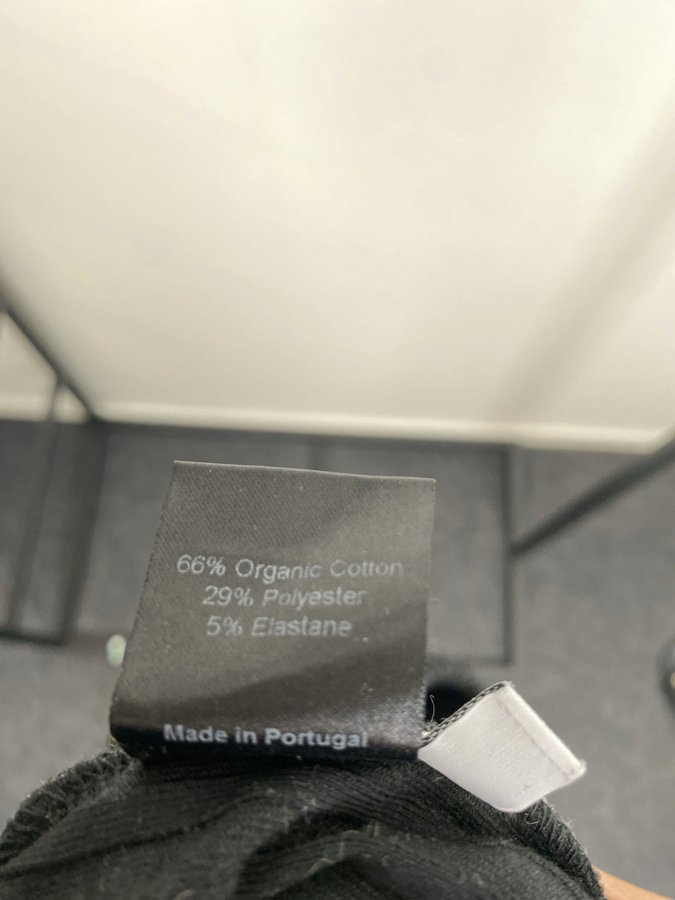 66% Organic Cotton
29% Polyester
5% Elastane
Made in Portugal